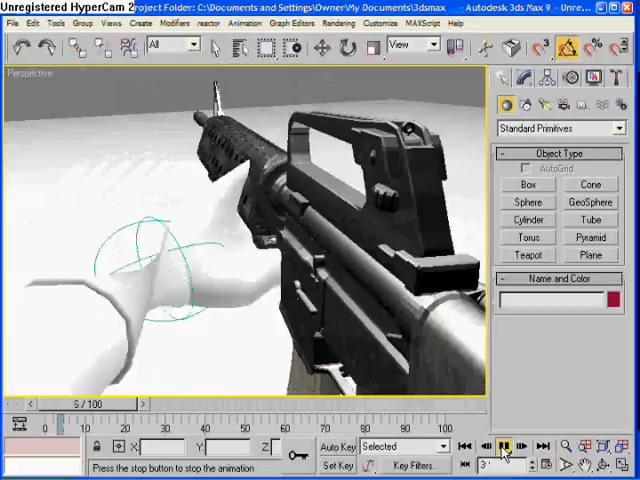 Unregistered HyperCam 2
Project Folder: C:\Documents and Settings\Owner\My Documents\3dsmax - Autodesk 3ds Max 9 - Unre...
File Edit Tools Group Views Create Modifiers reactor Animation Graph Editors Rendering Customize MAXScript Help
All View
Perspective
Standard Primitives
- Object Type
AutoGrid
Box Cone
Sphere GeoSphere
Cylinder Tube
Torus Pyramid
Teapot Plane
- Name and Color
6 / 100
0 10 20 30 40 50 60 70 80 90 100
X: Y: Z:
Auto Key Selected
Set Key Key Filters...
Press the stop button to stop the animation